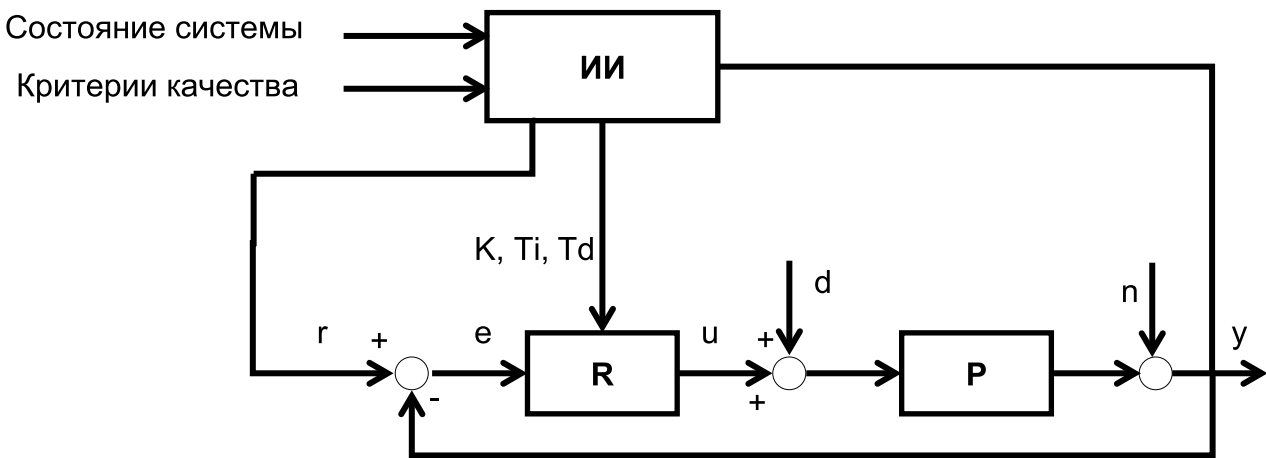 Состояние системы
ИИ
Критерии качества
K, Ti, Td
d
n
r
+
e
R
u
+
P
y
-
+